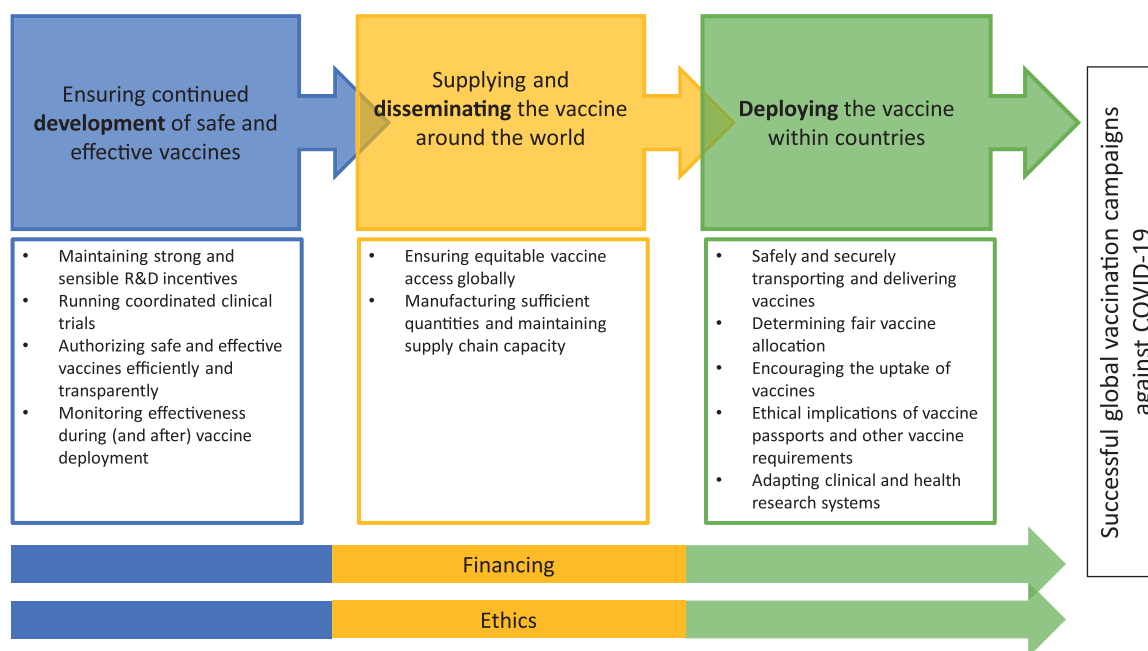 Ensuring continued
development of safe and
effective vaccines
Supplying and
disseminating the vaccine
around the world
Deploying the vaccine
within countries
• Maintaining strong and
sensible R&D incentives
• Running coordinated clinical
trials
• Authorizing safe and effective
vaccines efficiently and
transparently
• Monitoring effectiveness
during (and after) vaccine
deployment
• Ensuring equitable vaccine
access globally
• Manufacturing sufficient
quantities and maintaining
supply chain capacity
• Safely and securely
transporting and delivering
vaccines
• Determining fair vaccine
allocation
• Encouraging the uptake of
vaccines
• Ethical implications of vaccine
passports and other vaccine
requirements
• Adapting clinical and health
research systems
Financing
Ethics
Successful global vaccination campaigns
against COVID-19